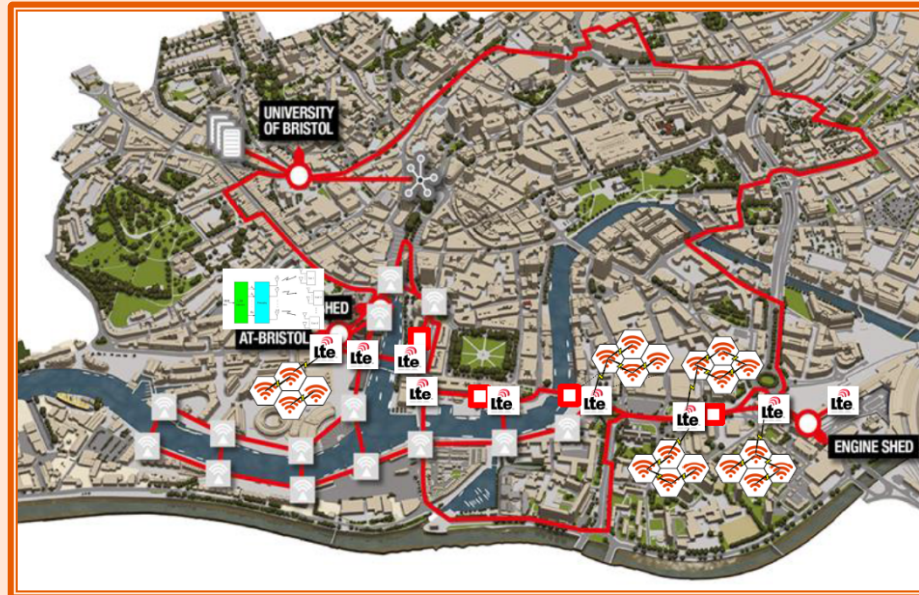 UNIVERSITY
OF BRISTOL
HED
AT-BRISTOL
Lte
Lte
Lte
Lte
Lte
Lte
Lte
Lte
Lte
ENGINE SHED